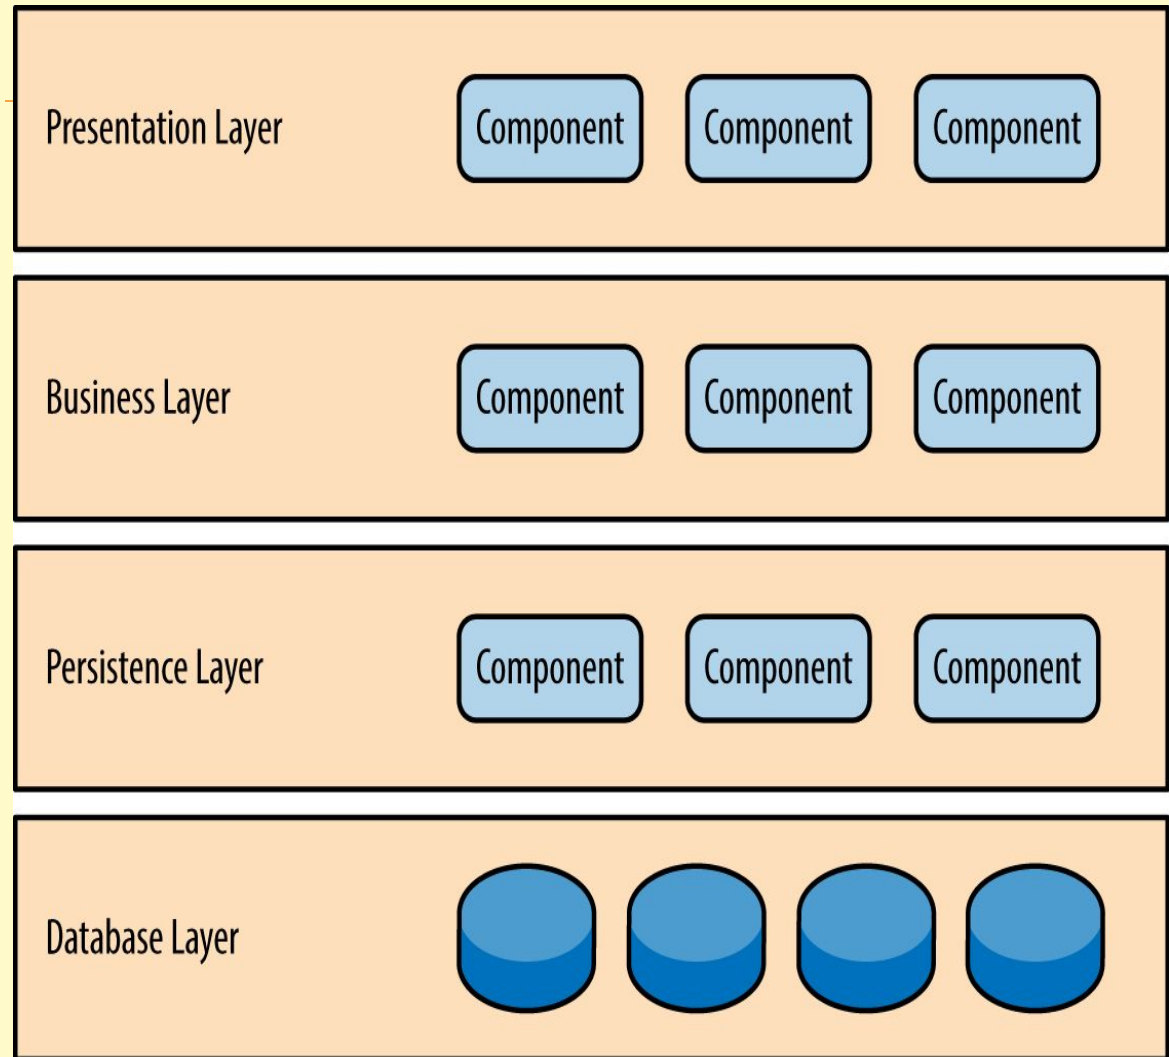 Presentation Layer Component Component Component
Business Layer Component Component Component
Persistence Layer Component Component Component
Database Layer